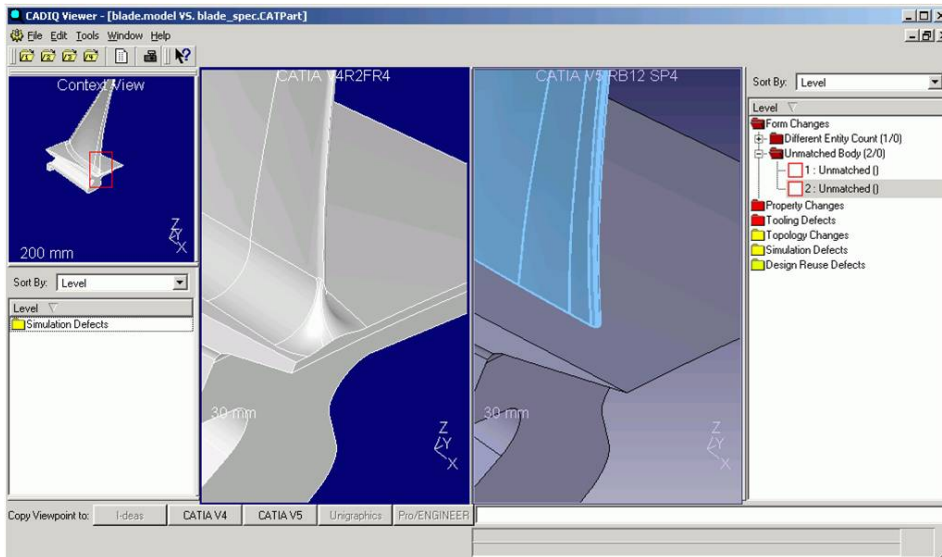 CADIQ Viewer - [blade.model VS. blade_spec.CATPart]
File Edit Tools Window Help
Context View
200 mm
Z
Y
X
Sort By: Level
Level
Simulation Defects
CATIA V4R2FR4
30 mm
Z
Y
X
CATIA V5 RB12 SP4
30 mm
Z
Y
X
Sort By: Level
Level
Form Changes
Different Entity Count (1/0)
Unmatched Body (2/0)
1 : Unmatched ()
2 : Unmatched ()
Property Changes
Tooling Defects
Topology Changes
Simulation Defects
Design Reuse Defects
Copy Viewpoint to: I-deas CATIA V4 CATIA V5 Unigraphics Pro/ENGINEER